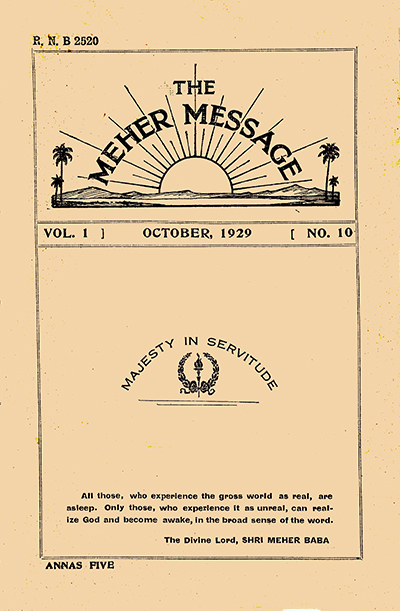 R. N. B 2520
THE
MEHER MESSAGE
VOL. 1 ] OCTOBER, 1929 [ NO. 10
MAJESTY IN SERVITUDE
All those, who experience the gross world as real, are
asleep. Only those, who experience it as unreal, can real-
ize God and become awake, in the broad sense of the word.
The Divine Lord, SHRI MEHER BABA
ANNAS FIVE